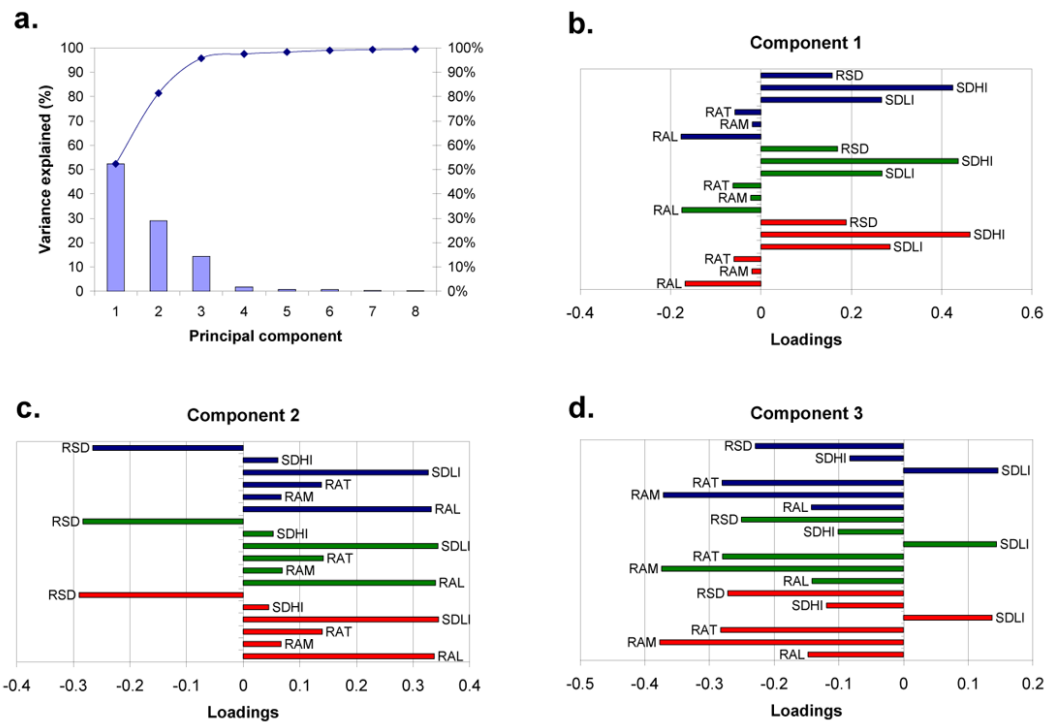 a.
100
90
80
70
60
50
40
30
20
10
0
100%
90%
80%
70%
60%
50%
40%
30%
20%
10%
0%
1 2 3 4 5 6 7 8
Variance explained (%)
Principal component
b.
Component 1
RSD
SDHI
SDLI
RAT
RAM
RAL
RSD
SDHI
SDLI
RAT
RAM
RAL
RSD
SDHI
SDLI
RAT
RAM
RAL
-0.4 -0.2 0 0.2 0.4 0.6
Loadings
c.
Component 2
RSD
SDHI
SDLI
RAT
RAM
RAL
RSD
SDHI
SDLI
RAT
RAM
RAL
RSD
SDHI
SDLI
RAT
RAM
RAL
-0.4 -0.3 -0.2 -0.1 0 0.1 0.2 0.3 0.4
Loadings
d.
Component 3
RSD
SDHI
SDLI
RAT
RAM
RAL
RSD
SDHI
SDLI
RAT
RAM
RAL
RSD
SDHI
SDLI
RAT
RAM
RAL
-0.5 -0.4 -0.3 -0.2 -0.1 0 0.1 0.2
Loadings